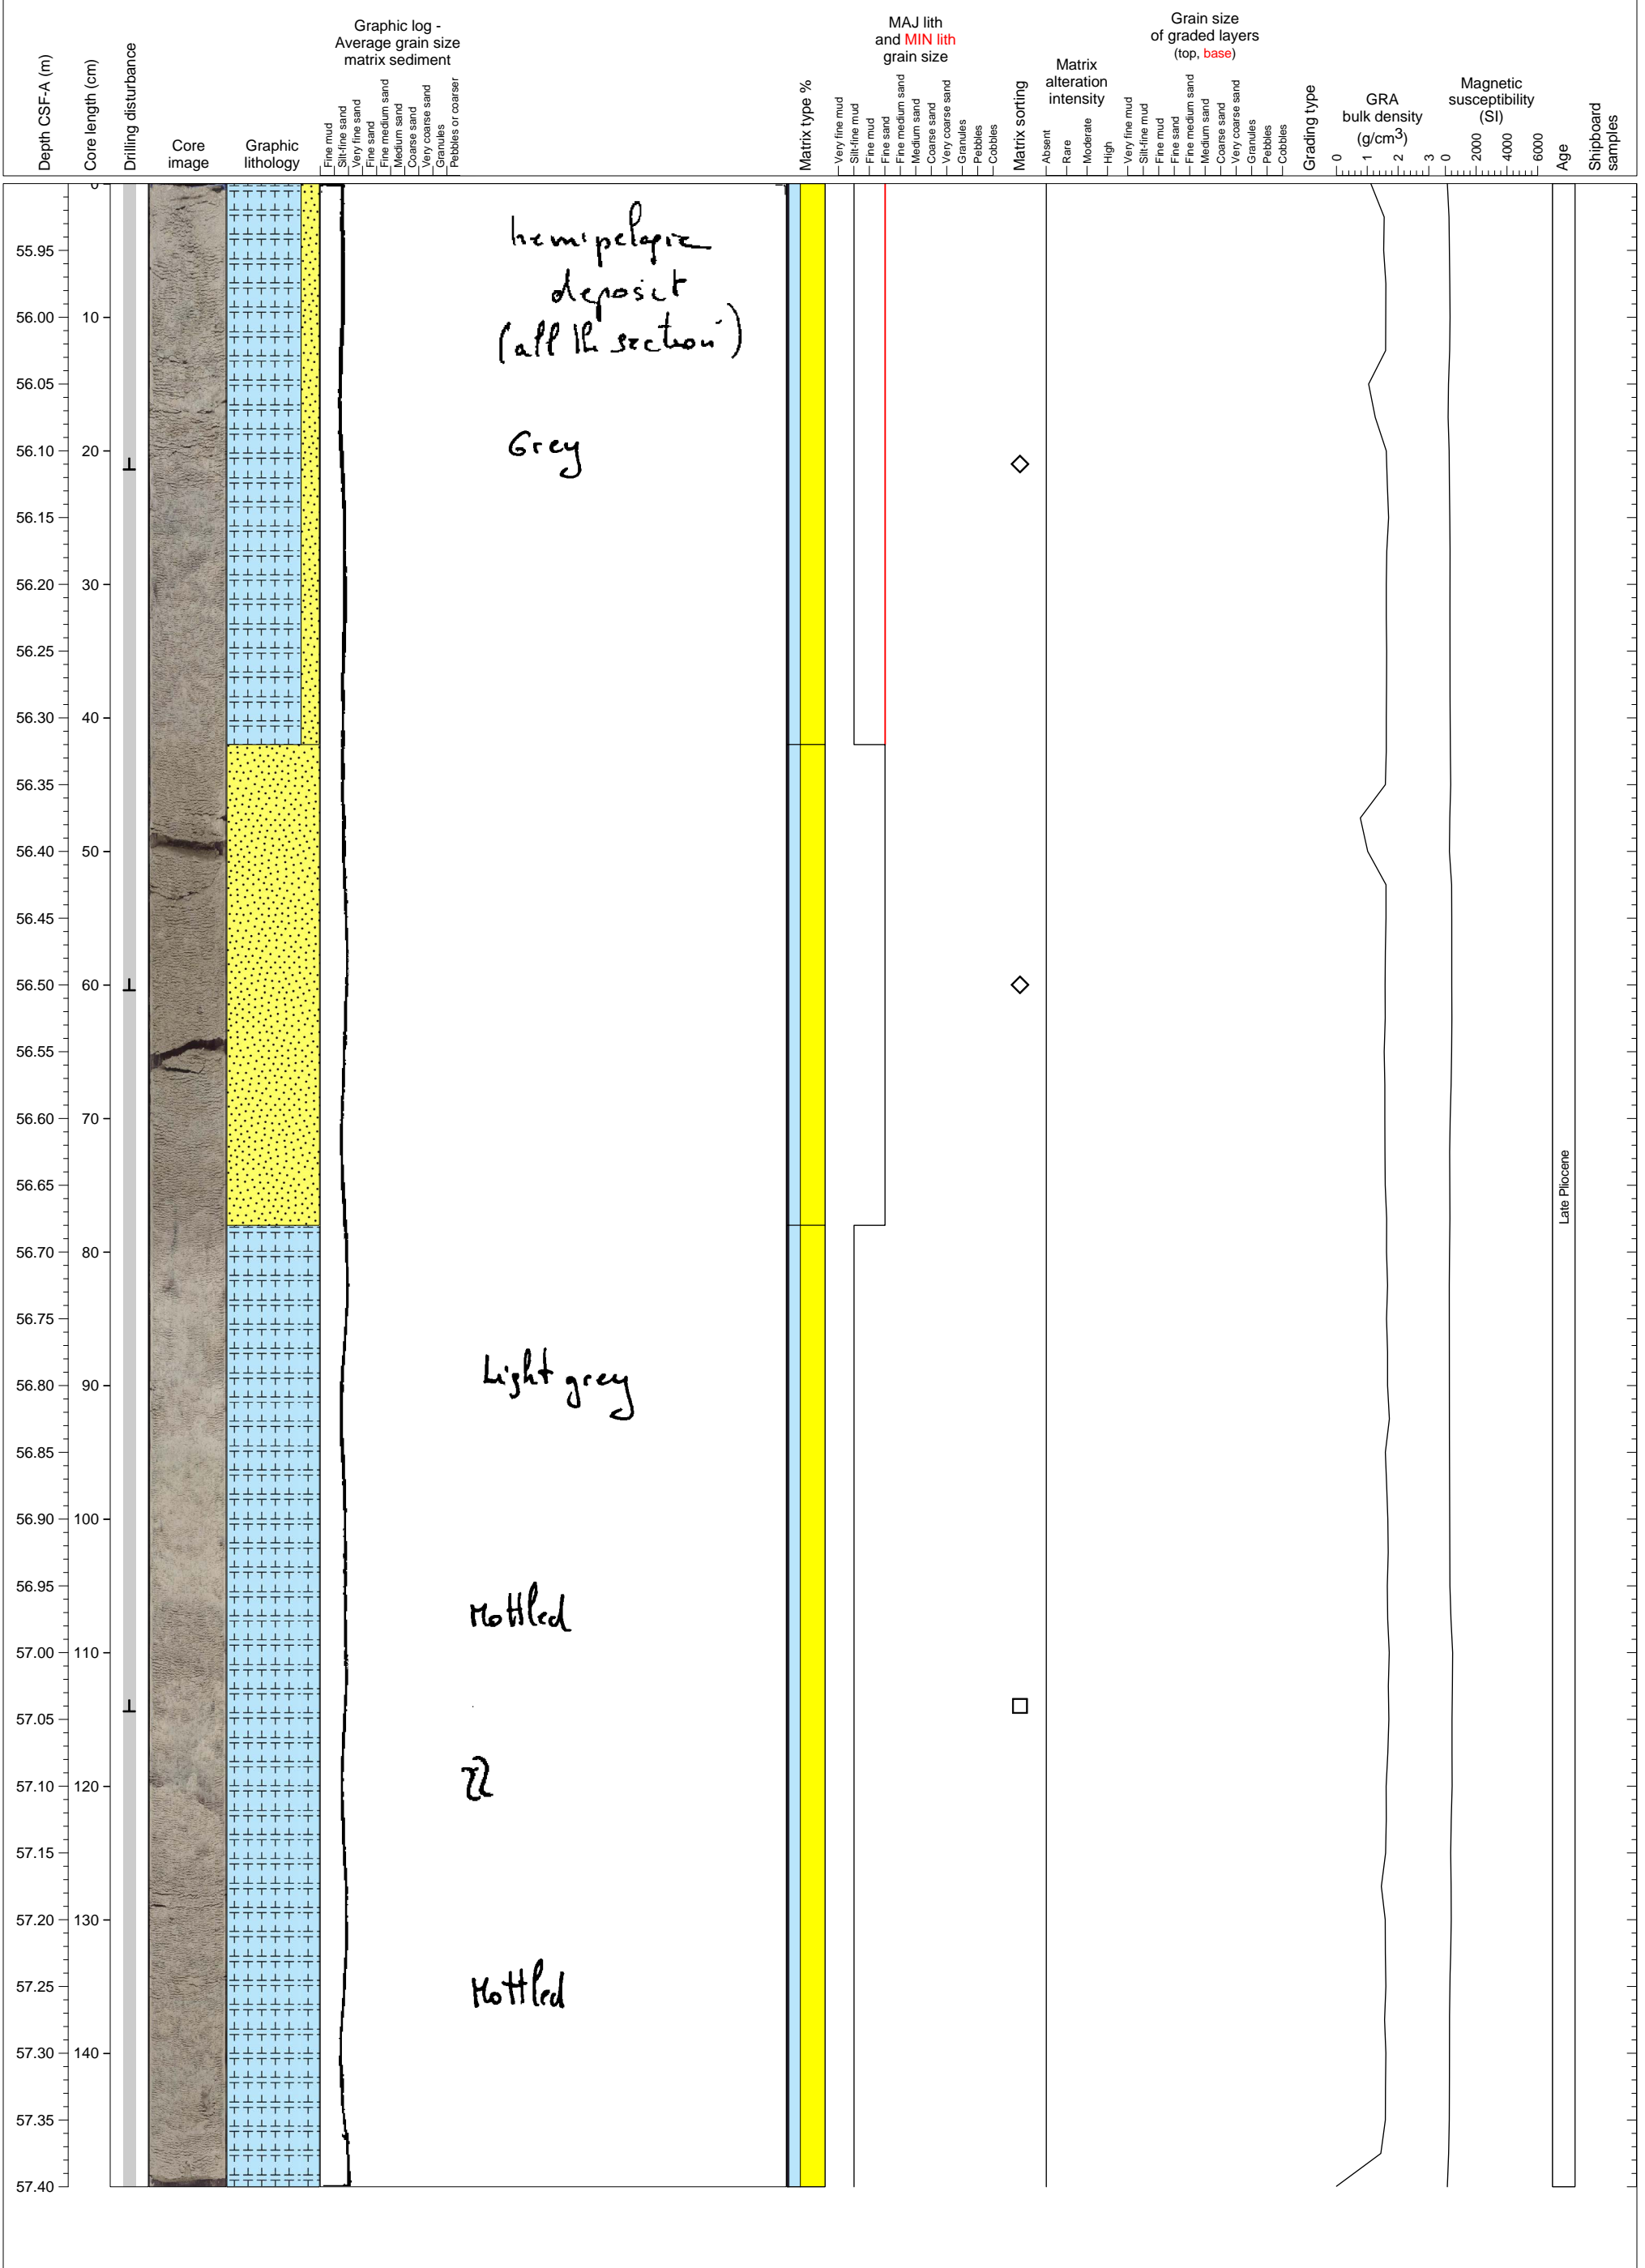 Depth CSF-A (m)
Core length (cm)
Drilling disturbance
Core
image
Graphic
lithology
Graphic log -
Average grain size
matrix sediment
Fine mud
Silt-fine sand
Very fine sand
Fine sand
Fine medium sand
Medium sand
Coarse sand
Very coarse sand
Granules
Pebbles or coarser
Matrix type %
MAJ lith
and MIN lith
grain size
Very fine mud
Silt-fine mud
Fine mud
Fine sand
Fine medium sand
Medium sand
Coarse sand
Very coarse sand
Granules
Pebbles
Cobbles
Matrix sorting
Matrix
alteration
intensity
Absent
Rare
Moderate
High
Grain size
of graded layers
(top, base)
Very fine mud
Silt-fine mud
Fine mud
Fine sand
Fine medium sand
Medium sand
Coarse sand
Very coarse sand
Granules
Pebbles
Cobbles
Grading type
GRA
bulk density
(g/cm3)
0 1 2 3
Magnetic
susceptibility
(SI)
0 2000 4000 6000
Age
Shipboard
samples
0
55.95
56.00 10
56.05
56.10 20
56.15
56.20 30
56.25
56.30 40
56.35
56.40 50
56.45
56.50 60
56.55
56.60 70
56.65
56.70 80
56.75
56.80 90
56.85
56.90 100
56.95
57.00 110
57.05
57.10 120
57.15
57.20 130
57.25
57.30 140
57.35
57.40
hemipelagic
deposit
(all the section)
Grey
Light grey
Mottled
Mottled
Late Pliocene